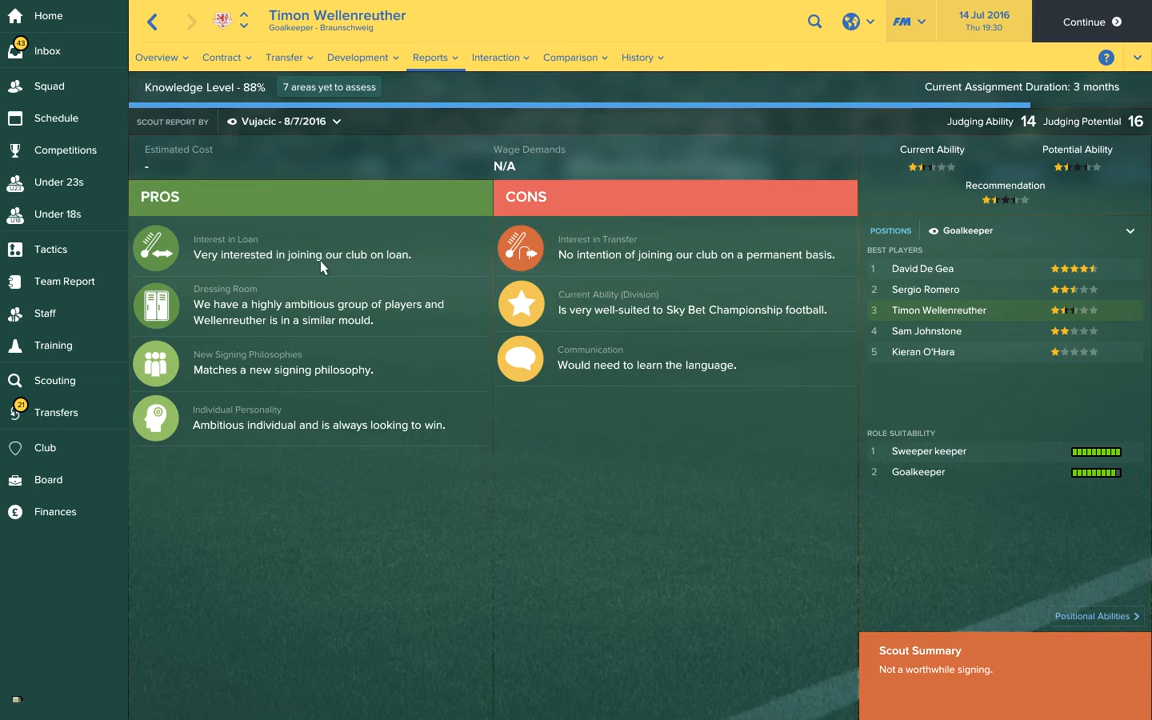 Home
43
Inbox
Squad
Schedule
Competitions
U23
Under 23s
U18
Under 18s
Tactics
Team Report
Staff
Training
Scouting
21
Transfers
Club
Board
Finances
Timon Wellenreuther
Goalkeeper - Braunschweig
FM
14 Jul 2016
Thu 19:30
Continue
Overview
Contract
Transfer
Development
Reports
Interaction
Comparison
History
?
Knowledge Level - 88%
7 areas yet to assess
Current Assignment Duration: 3 months
SCOUT REPORT BY
Vujacic - 8/7/2016
Judging Ability 14 Judging Potential 16
Estimated Cost
-
Wage Demands
N/A
PROS
Interest in Loan
Very interested in joining our club on loan.
Dressing Room
We have a highly ambitious group of players and
Wellenreuther is in a similar mould.
New Signing Philosophies
Matches a new signing philosophy.
Individual Personality
Ambitious individual and is always looking to win.
CONS
Interest in Transfer
No intention of joining our club on a permanent basis.
Current Ability (Division)
Is very well-suited to Sky Bet Championship football.
Communication
Would need to learn the language.
Current Ability
Potential Ability
Recommendation
POSITIONS
Goalkeeper
BEST PLAYERS
1 David De Gea
2 Sergio Romero
3 Timon Wellenreuther
4 Sam Johnstone
5 Kieran O'Hara
ROLE SUITABILITY
1 Sweeper keeper
2 Goalkeeper
Positional Abilities
Scout Summary
Not a worthwhile signing.